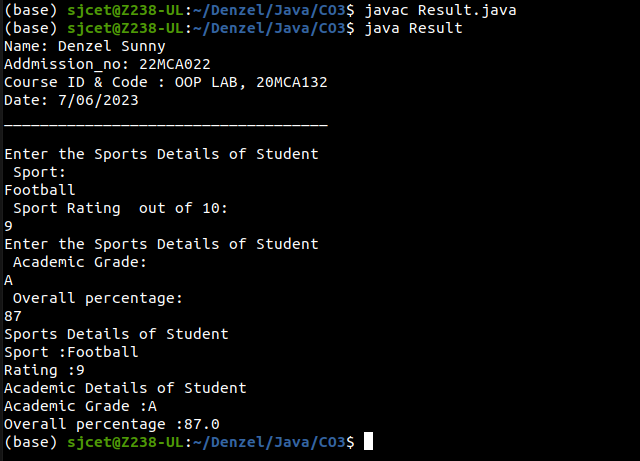 (base) sjcet@Z238-UL:~/Denzel/Java/CO3$ javac Result.java
(base) sjcet@Z238-UL:~/Denzel/Java/CO3$ java Result
Name: Denzel Sunny
Addmission_no: 22MCA022
Course ID & Code : OOP LAB, 20MCA132
Date: 7/06/2023
____________________________________
Enter the Sports Details of Student
 Sport:
Football
 Sport Rating  out of 10:
9
Enter the Sports Details of Student
 Academic Grade:
A
 Overall percentage:
87
Sports Details of Student
Sport :Football
Rating :9
Academic Details of Student
Academic Grade :A
Overall percentage :87.0
(base) sjcet@Z238-UL:~/Denzel/Java/CO3$